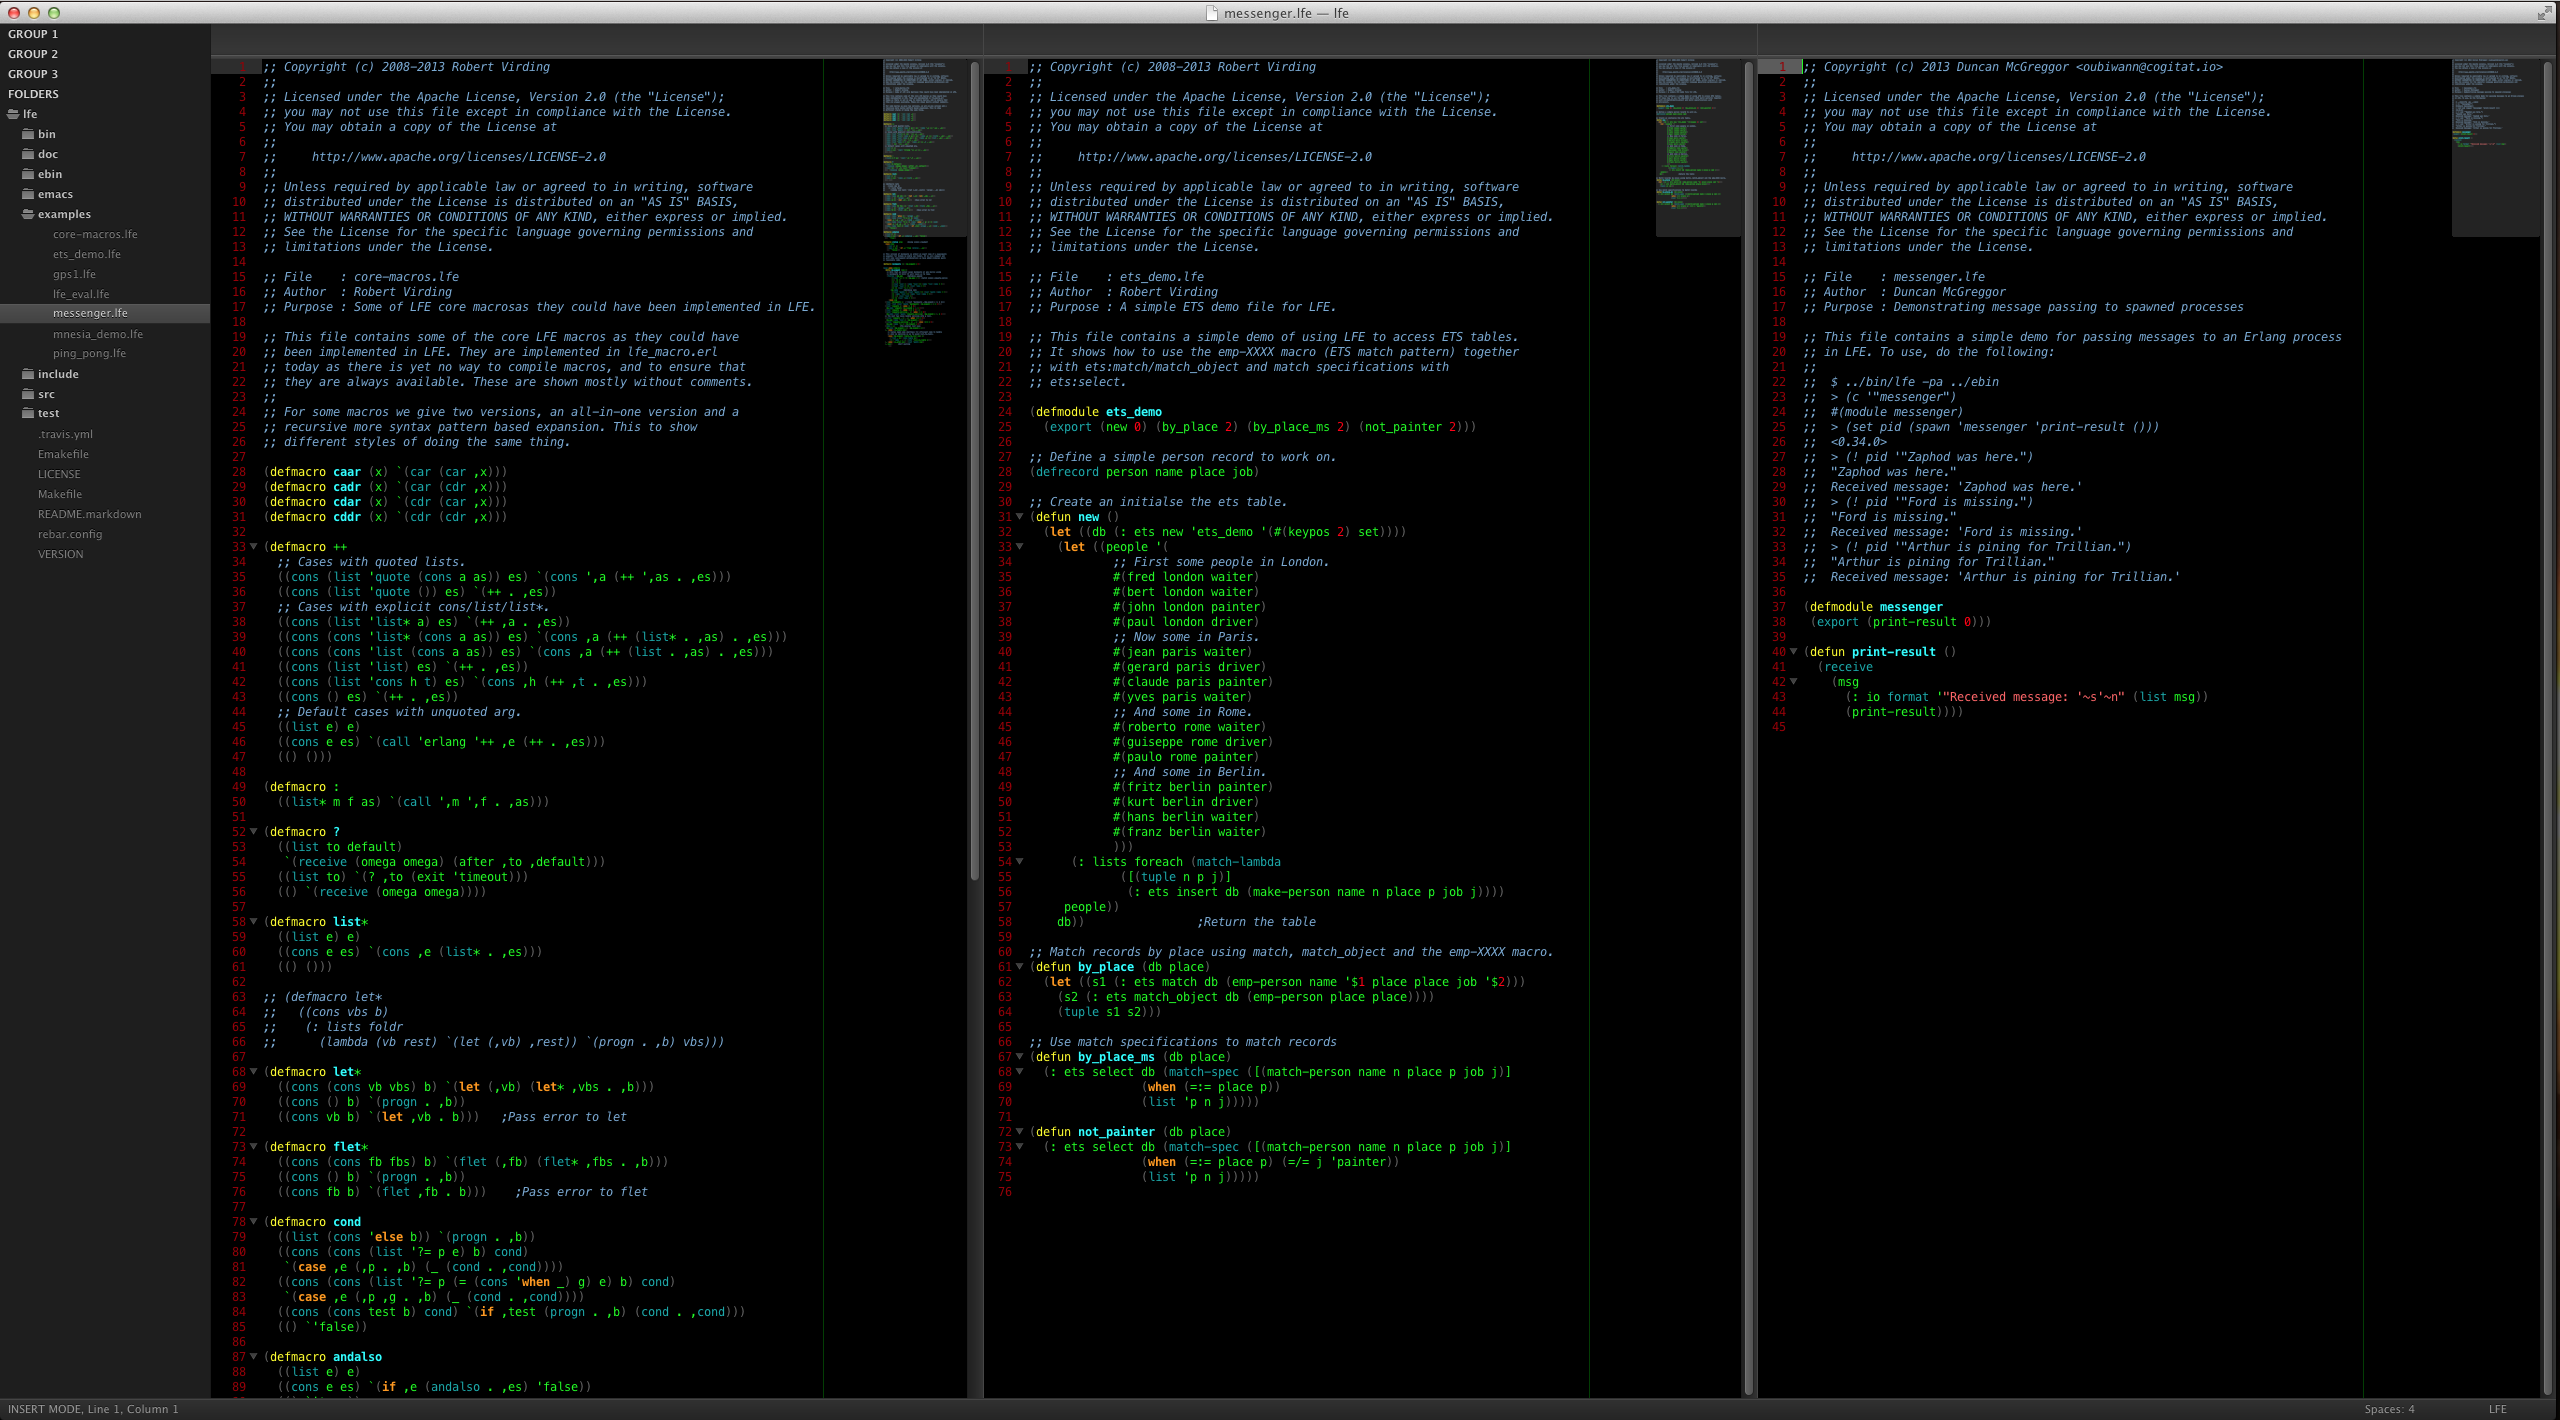 messenger.lfe — lfe
GROUP 1
GROUP 2
GROUP 3
FOLDERS
lfe
bin
doc
ebin
emacs
examples
core-macros.lfe
ets_demo.lfe
gps1.lfe
lfe_eval.lfe
messenger.lfe
mnesia_demo.lfe
ping_pong.lfe
include
src
test
.travis.yml
Emakefile
LICENSE
Makefile
README.markdown
rebar.config
VERSION
1 ;; Copyright (c) 2008-2013 Robert Virding
2 ;;
3 ;; Licensed under the Apache License, Version 2.0 (the "License");
4 ;; you may not use this file except in compliance with the License.
5 ;; You may obtain a copy of the License at
6 ;;
7 ;;     http://www.apache.org/licenses/LICENSE-2.0
8 ;;
9 ;; Unless required by applicable law or agreed to in writing, software
10 ;; distributed under the License is distributed on an "AS IS" BASIS,
11 ;; WITHOUT WARRANTIES OR CONDITIONS OF ANY KIND, either express or implied.
12 ;; See the License for the specific language governing permissions and
13 ;; limitations under the License.
14
15 ;; File    : core-macros.lfe
16 ;; Author  : Robert Virding
17 ;; Purpose : Some of LFE core macrosas they could have been implemented in LFE.
18
19 ;; This file contains some of the core LFE macros as they could have
20 ;; been implemented in LFE. They are implemented in lfe_macro.erl
21 ;; today as there is yet no way to compile macros, and to ensure that
22 ;; they are always available. These are shown mostly without comments.
23 ;;
24 ;; For some macros we give two versions, an all-in-one version and a
25 ;; recursive more syntax pattern based expansion. This to show
26 ;; different styles of doing the same thing.
27
28 (defmacro caar (x) `(car (car ,x)))
29 (defmacro cadr (x) `(car (cdr ,x)))
30 (defmacro cdar (x) `(cdr (car ,x)))
31 (defmacro cddr (x) `(cdr (cdr ,x)))
32
33 (defmacro ++
34   ;; Cases with quoted lists.
35   ((cons (list 'quote (cons a as)) es) `(cons ',a (++ ',as . ,es)))
36   ((cons (list 'quote ()) es) `(++ . ,es))
37   ;; Cases with explicit cons/list/list*.
38   ((cons (list 'list* a) es) `(++ ,a . ,es))
39   ((cons (cons 'list* (cons a as)) es) `(cons ,a (++ (list* . ,as) . ,es)))
40   ((cons (cons 'list (cons a as)) es) `(cons ,a (++ (list . ,as) . ,es)))
41   ((cons (list 'list) es) `(++ . ,es))
42   ((cons (list 'cons h t) es) `(cons ,h (++ ,t . ,es)))
43   ((cons () es) `(++ . ,es))
44   ;; Default cases with unquoted arg.
45   ((list e) e)
46   ((cons e es) `(call 'erlang '++ ,e (++ . ,es)))
47   (() ()))
48
49 (defmacro :
50   ((list* m f as) `(call ',m ',f . ,as)))
51
52 (defmacro ?
53   ((list to default)
54    `(receive (omega omega) (after ,to ,default)))
55   ((list to) `(? ,to (exit 'timeout)))
56   (() `(receive (omega omega))))
57
58 (defmacro list*
59   ((list e) e)
60   ((cons e es) `(cons ,e (list* . ,es)))
61   (() ()))
62
63 ;; (defmacro let*
64 ;;   ((cons vbs b)
65 ;;    (: lists foldr
66 ;;      (lambda (vb rest) `(let (,vb) ,rest)) `(progn . ,b) vbs)))
67
68 (defmacro let*
69   ((cons (cons vb vbs) b) `(let (,vb) (let* ,vbs . ,b)))
70   ((cons () b) `(progn . ,b))
71   ((cons vb b) `(let ,vb . b)))   ;Pass error to let
72
73 (defmacro flet*
74   ((cons (cons fb fbs) b) `(flet (,fb) (flet* ,fbs . ,b)))
75   ((cons () b) `(progn . ,b))
76   ((cons fb b) `(flet ,fb . b)))    ;Pass error to flet
77
78 (defmacro cond
79   ((list (cons 'else b)) `(progn . ,b))
80   ((cons (cons (list '?= p e) b) cond)
81    `(case ,e (,p . ,b) (_ (cond . ,cond))))
82   ((cons (cons (list '?= p (= (cons 'when _) g) e) b) cond)
83    `(case ,e (,p ,g . ,b) (_ (cond . ,cond))))
84   ((cons (cons test b) cond) `(if ,test (progn . ,b) (cond . ,cond)))
85   (() `'false))
86
87 (defmacro andalso
88   ((list e) e)
89   ((cons e es) `(if ,e (andalso . ,es) 'false))
1 ;; Copyright (c) 2008-2013 Robert Virding
2 ;;
3 ;; Licensed under the Apache License, Version 2.0 (the "License");
4 ;; you may not use this file except in compliance with the License.
5 ;; You may obtain a copy of the License at
6 ;;
7 ;;     http://www.apache.org/licenses/LICENSE-2.0
8 ;;
9 ;; Unless required by applicable law or agreed to in writing, software
10 ;; distributed under the License is distributed on an "AS IS" BASIS,
11 ;; WITHOUT WARRANTIES OR CONDITIONS OF ANY KIND, either express or implied.
12 ;; See the License for the specific language governing permissions and
13 ;; limitations under the License.
14
15 ;; File    : ets_demo.lfe
16 ;; Author  : Robert Virding
17 ;; Purpose : A simple ETS demo file for LFE.
18
19 ;; This file contains a simple demo of using LFE to access ETS tables.
20 ;; It shows how to use the emp-XXXX macro (ETS match pattern) together
21 ;; with ets:match/match_object and match specifications with
22 ;; ets:select.
23
24 (defmodule ets_demo
25   (export (new 0) (by_place 2) (by_place_ms 2) (not_painter 2)))
26
27 ;; Define a simple person record to work on.
28 (defrecord person name place job)
29
30 ;; Create an initialse the ets table.
31 (defun new ()
32   (let ((db (: ets new 'ets_demo '(#(keypos 2) set))))
33     (let ((people '(
34             ;; First some people in London.
35             #(fred london waiter)
36             #(bert london waiter)
37             #(john london painter)
38             #(paul london driver)
39             ;; Now some in Paris.
40             #(jean paris waiter)
41             #(gerard paris driver)
42             #(claude paris painter)
43             #(yves paris waiter)
44             ;; And some in Rome.
45             #(roberto rome waiter)
46             #(guiseppe rome driver)
47             #(paulo rome painter)
48             ;; And some in Berlin.
49             #(fritz berlin painter)
50             #(kurt berlin driver)
51             #(hans berlin waiter)
52             #(franz berlin waiter)
53             )))
54       (: lists foreach (match-lambda
55              ([(tuple n p j)]
56               (: ets insert db (make-person name n place p job j))))
57      people))
58     db))                ;Return the table
59
60 ;; Match records by place using match, match_object and the emp-XXXX macro.
61 (defun by_place (db place)
62   (let ((s1 (: ets match db (emp-person name '$1 place place job '$2)))
63     (s2 (: ets match_object db (emp-person place place))))
64     (tuple s1 s2)))
65
66 ;; Use match specifications to match records
67 (defun by_place_ms (db place)
68   (: ets select db (match-spec ([(match-person name n place p job j)]
69                 (when (=:= place p))
70                 (list 'p n j)))))
71
72 (defun not_painter (db place)
73   (: ets select db (match-spec ([(match-person name n place p job j)]
74                 (when (=:= place p) (=/= j 'painter))
75                 (list 'p n j)))))
76
1 ;; Copyright (c) 2013 Duncan McGreggor <oubiwann@cogitat.io>
2 ;;
3 ;; Licensed under the Apache License, Version 2.0 (the "License");
4 ;; you may not use this file except in compliance with the License.
5 ;; You may obtain a copy of the License at
6 ;;
7 ;;     http://www.apache.org/licenses/LICENSE-2.0
8 ;;
9 ;; Unless required by applicable law or agreed to in writing, software
10 ;; distributed under the License is distributed on an "AS IS" BASIS,
11 ;; WITHOUT WARRANTIES OR CONDITIONS OF ANY KIND, either express or implied.
12 ;; See the License for the specific language governing permissions and
13 ;; limitations under the License.
14
15 ;; File    : messenger.lfe
16 ;; Author  : Duncan McGreggor
17 ;; Purpose : Demonstrating message passing to spawned processes
18
19 ;; This file contains a simple demo for passing messages to an Erlang process
20 ;; in LFE. To use, do the following:
21 ;;
22 ;;  $ ../bin/lfe -pa ../ebin
23 ;;  > (c '"messenger")
24 ;;  #(module messenger)
25 ;;  > (set pid (spawn 'messenger 'print-result ()))
26 ;;  <0.34.0>
27 ;;  > (! pid '"Zaphod was here.")
28 ;;  "Zaphod was here."
29 ;;  Received message: 'Zaphod was here.'
30 ;;  > (! pid '"Ford is missing.")
31 ;;  "Ford is missing."
32 ;;  Received message: 'Ford is missing.'
33 ;;  > (! pid '"Arthur is pining for Trillian.")
34 ;;  "Arthur is pining for Trillian."
35 ;;  Received message: 'Arthur is pining for Trillian.'
36
37 (defmodule messenger
38  (export (print-result 0)))
39
40 (defun print-result ()
41   (receive
42     (msg
43       (: io format '"Received message: '~s'~n" (list msg))
44       (print-result))))
45
INSERT MODE, Line 1, Column 1
Spaces: 4
LFE